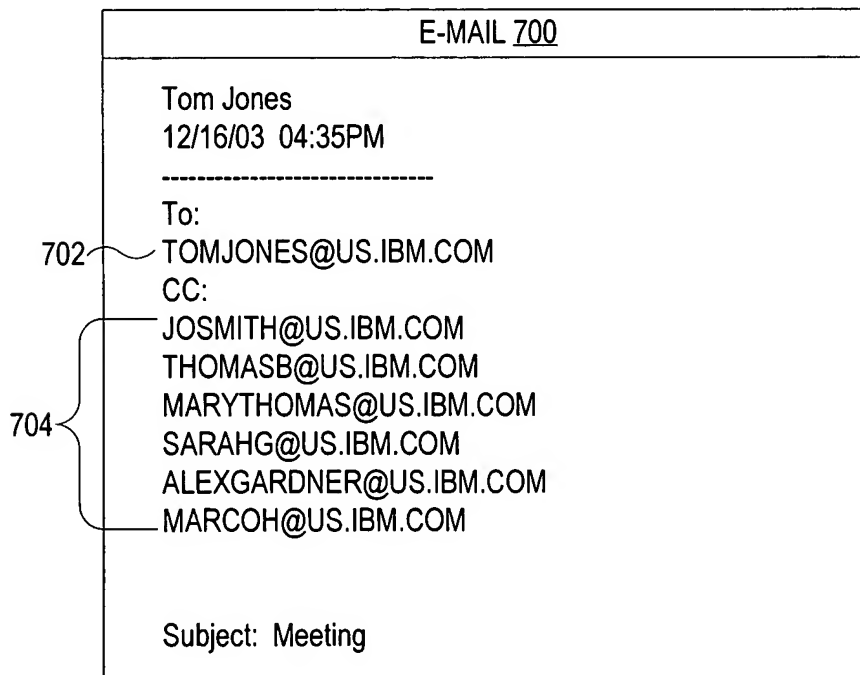 E-MAIL 700
Tom Jones
12/16/03 04:35PM
------------------------------
To:
702 TOMJONES@US.IBM.COM
CC:
JOSMITH@US.IBM.COM
THOMASB@US.IBM.COM
MARYTHOMAS@US.IBM.COM
704
SARAHG@US.IBM.COM
ALEXGARDNER@US.IBM.COM
MARCOH@US.IBM.COM
Subject: Meeting